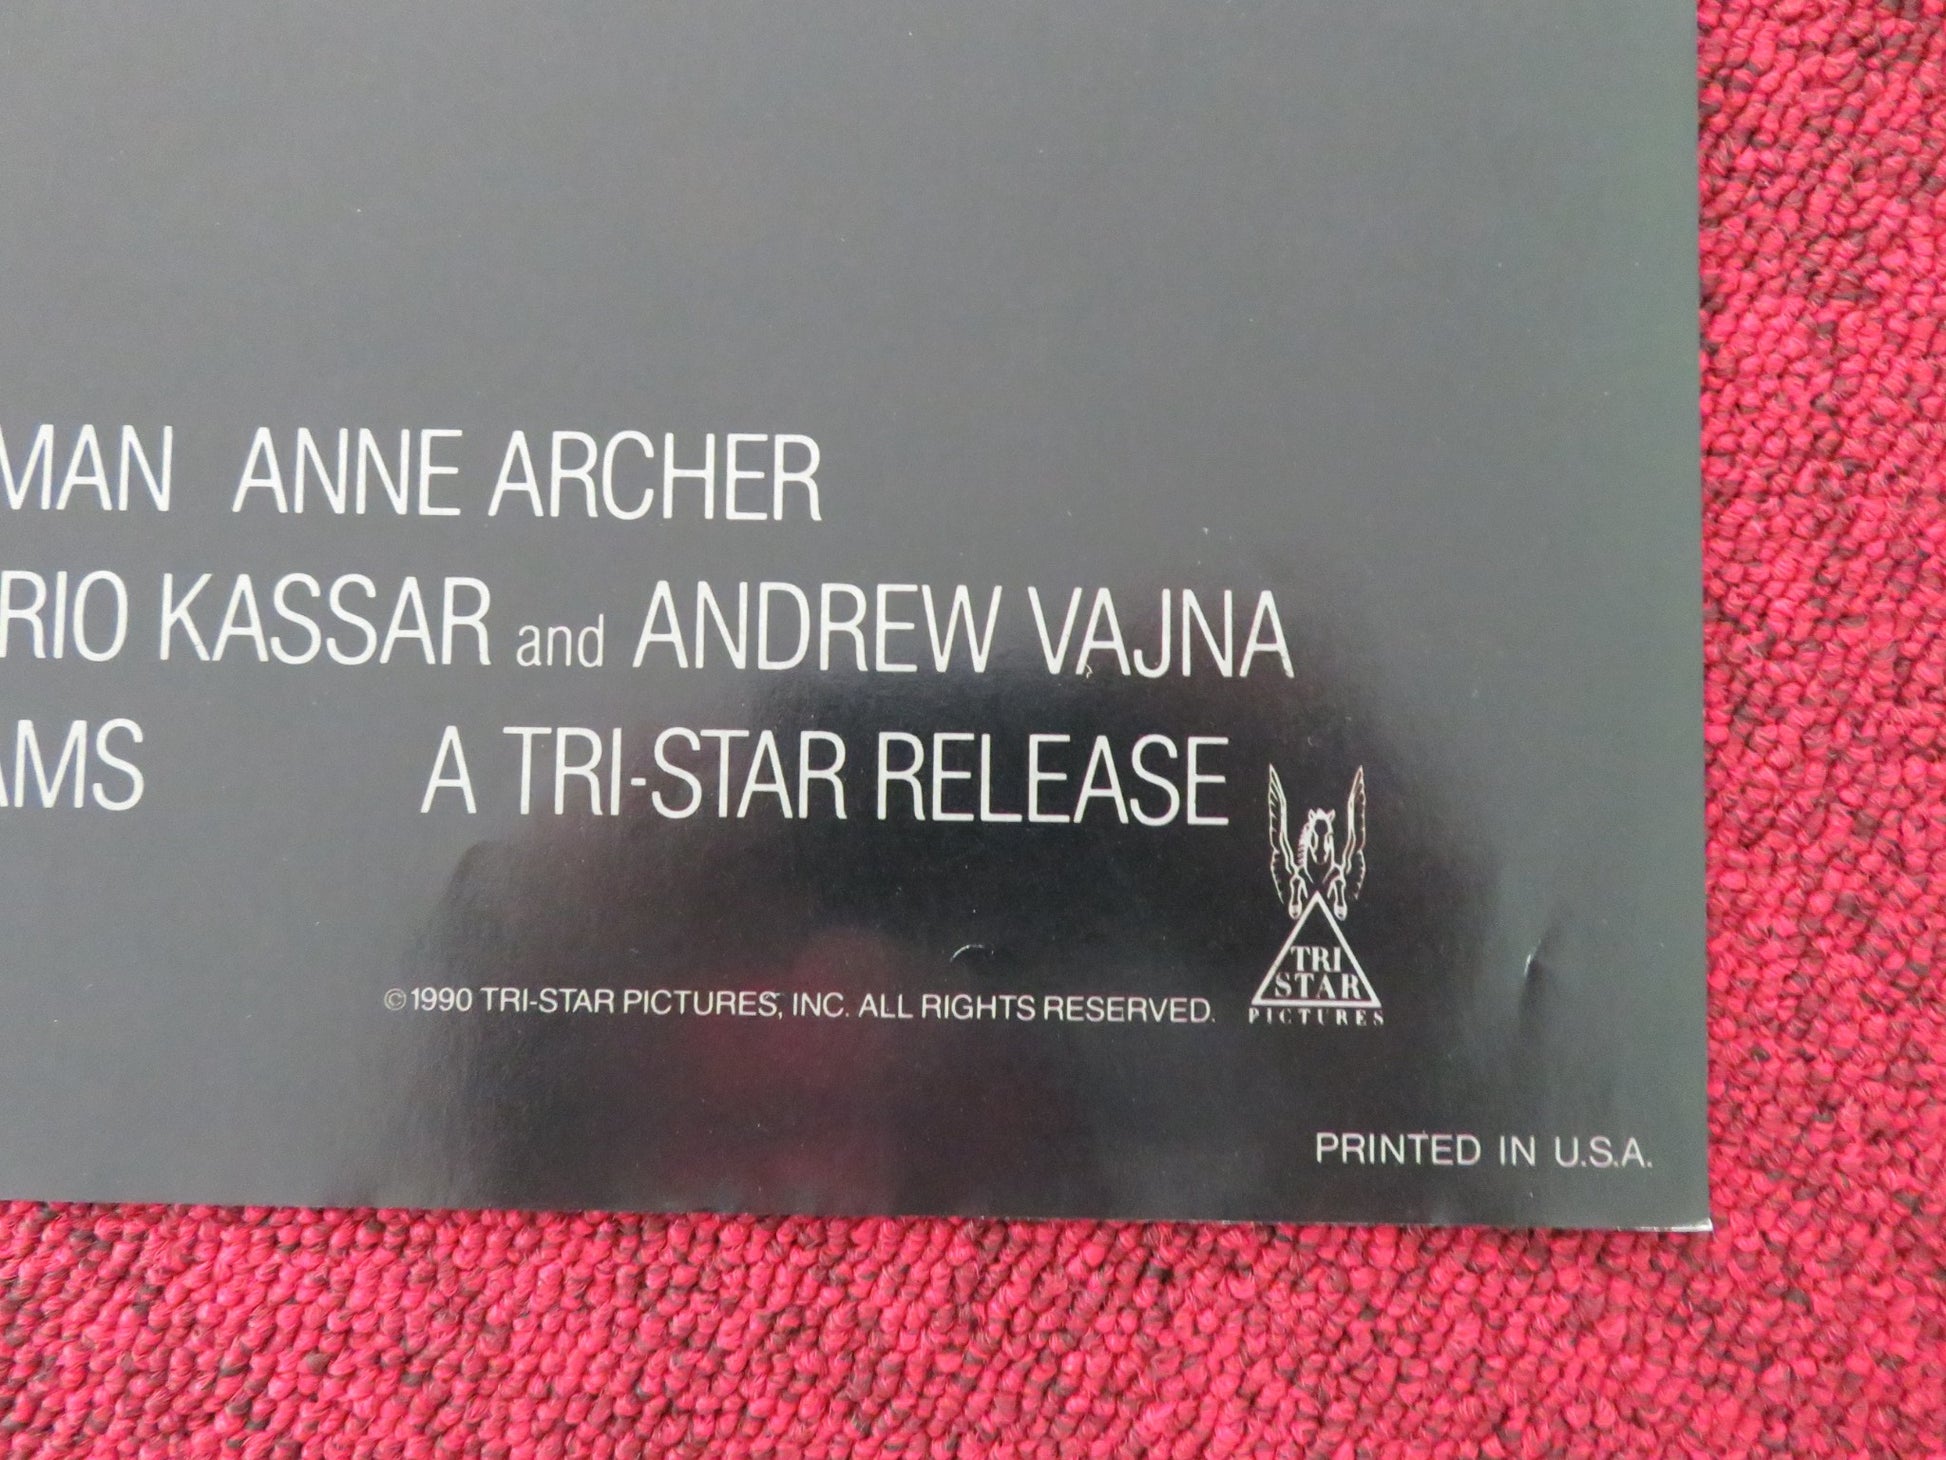 MAN ANNE ARCHER
RIO KASSAR and ANDREW VAJNA
AMS A TRI-STAR RELEASE
TRI
STAR
PICTURES
©1990 TRI-STAR PICTURES, INC. ALL RIGHTS RESERVED.
PRINTED IN U.S.A.